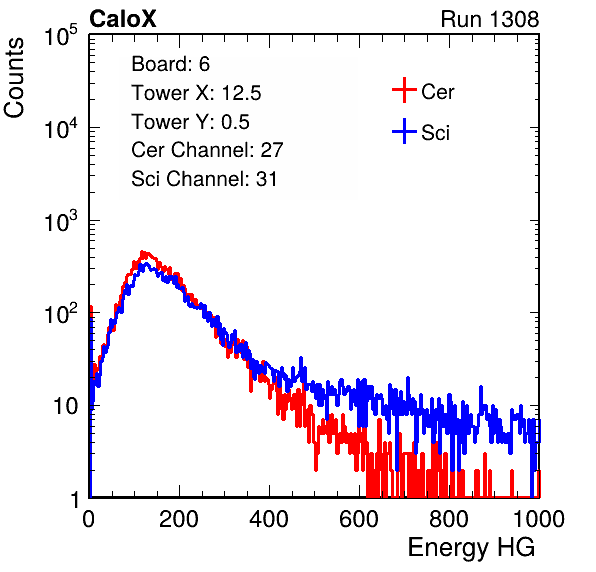 CaloX Run 1308
Counts
Board: 6
Tower X: 12.5
Tower Y: 0.5
Cer Channel: 27
Sci Channel: 31
Cer
Sci
10^5
10^4
10^3
10^2
10
1
0 200 400 600 800 1000
Energy HG